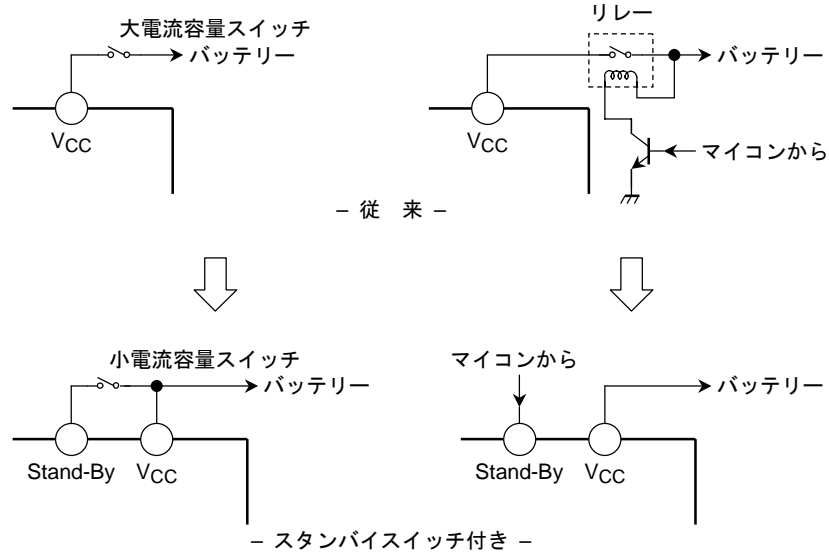 大電流容量スイッチ
バッテリー
VCC
リレー
バッテリー
VCC
マイコンから
– 従 来 –
小電流容量スイッチ
バッテリー
Stand-By VCC
マイコンから
バッテリー
Stand-By VCC
– スタンバイスイッチ付き –